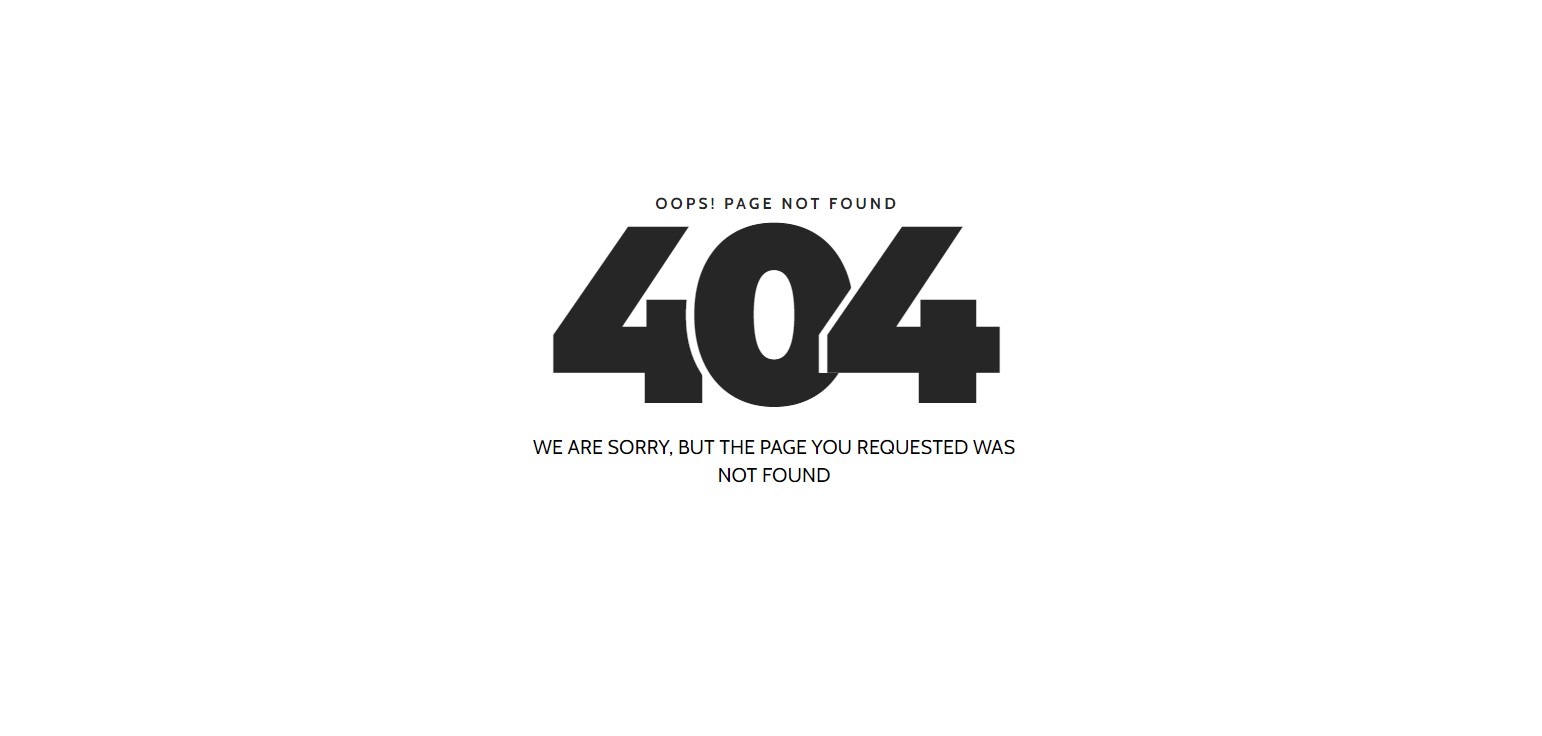 OOPS! PAGE NOT FOUND
404
WE ARE SORRY, BUT THE PAGE YOU REQUESTED WAS
NOT FOUND